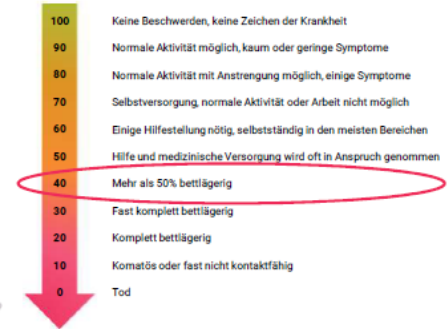 100 Keine Beschwerden, keine Zeichen der Krankheit
90 Normale Aktivität möglich, kaum oder geringe Symptome
80 Normale Aktivität mit Anstrengung möglich, einige Symptome
70 Selbstversorgung, normale Aktivität oder Arbeit nicht möglich
60 Einige Hilfestellung nötig, selbstständig in den meisten Bereichen
50 Hilfe und medizinische Versorgung wird oft in Anspruch genommen
40 Mehr als 50% bettlägerig
30 Fast komplett bettlägerig
20 Komplett bettlägerig
10 Komatös oder fast nicht kontaktfähig
0 Tod